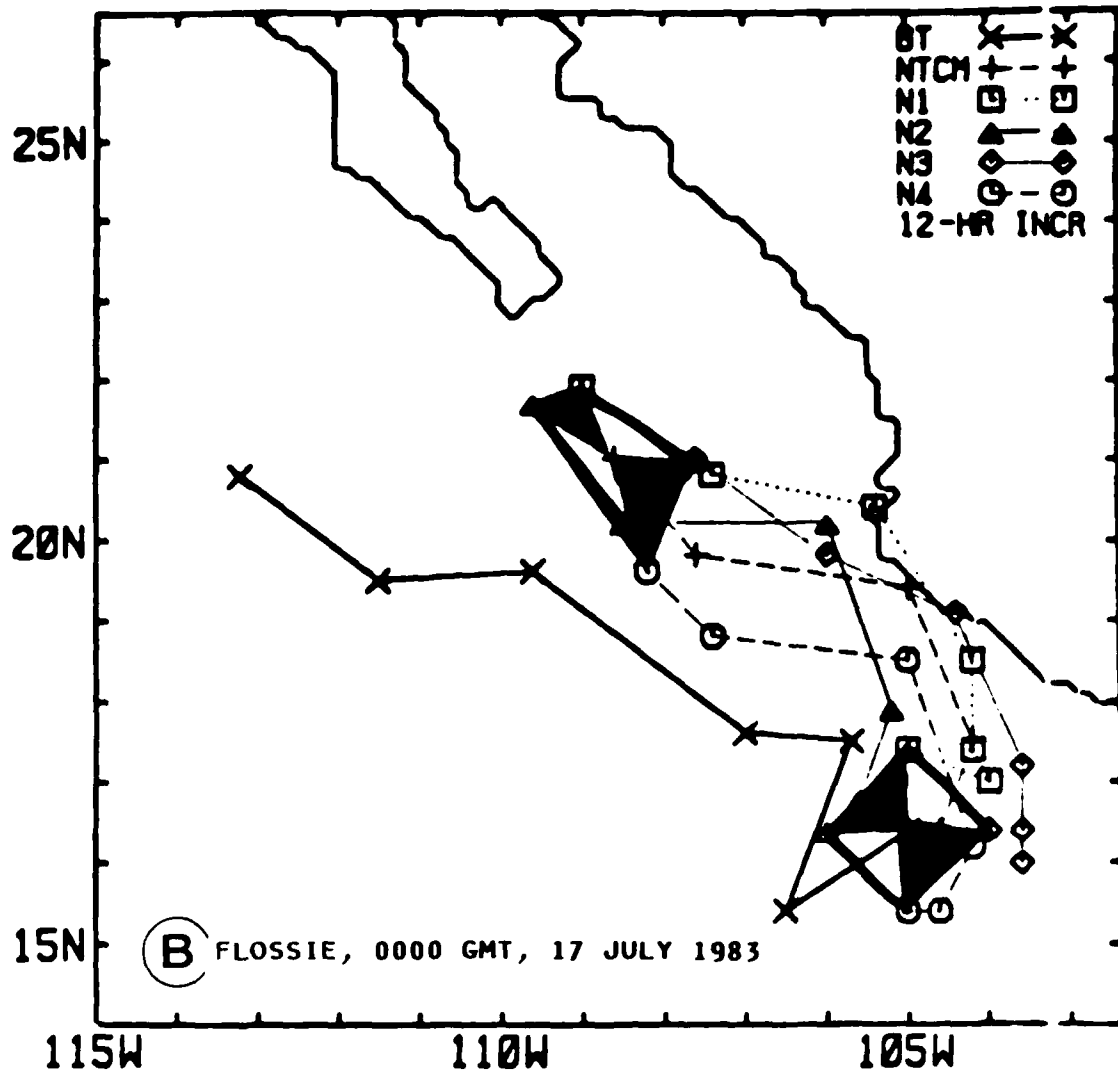 BT
NTCM
N1
N2
N3
N4
12-HR INCR
25N
20N
15N
B FLOSSIE, 0000 GMT, 17 JULY 1983
115W 110W 105W